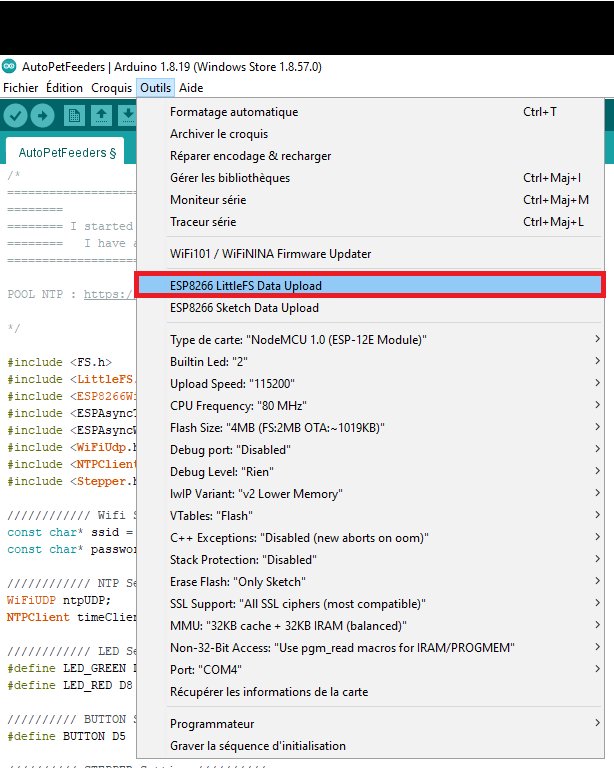 AutoPetFeeders | Arduino 1.8.19 (Windows Store 1.8.57.0)
Fichier Édition Croquis Outils Aide
AutoPetFeeders §
Formatage automatique Ctrl+T
Archiver le croquis
Réparer encodage & recharger
Gérer les bibliothèques Ctrl+Maj+I
Moniteur série Ctrl+Maj+M
Traceur série Ctrl+Maj+L
WiFi101 / WiFiNINA Firmware Updater
ESP8266 LittleFS Data Upload
ESP8266 Sketch Data Upload
Type de carte: "NodeMCU 1.0 (ESP-12E Module)"
Builtin Led: "2"
Upload Speed: "115200"
CPU Frequency: "80 MHz"
Flash Size: "4MB (FS:2MB OTA:~1019KB)"
Debug port: "Disabled"
Debug Level: "Rien"
lwIP Variant: "v2 Lower Memory"
VTables: "Flash"
C++ Exceptions: "Disabled (new aborts on oom)"
Stack Protection: "Disabled"
Erase Flash: "Only Sketch"
SSL Support: "All SSL ciphers (most compatible)"
MMU: "32KB cache + 32KB IRAM (balanced)"
Non-32-Bit Access: "Use pgm_read macros for IRAM/PROGMEM"
Port: "COM4"
Récupérer les informations de la carte
Programmateur
Graver la séquence d'initialisation
/*
====================
========
======== I started
======== I have a
====================
POOL NTP : https:/
*/
#include <FS.h>
#include <LittleFS.
#include <ESP8266Wi
#include <ESPAsyncT
#include <ESPAsyncW
#include <WiFiUdp.h
#include <NTPClient
#include <Stepper.h
//////////// Wifi S
const char* ssid =
const char* passwor
//////////// NTP Se
WiFiUDP ntpUDP;
NTPClient timeClien
//////////// LED Se
#define LED_GREEN D
#define LED_RED D8
////////// BUTTON S
#define BUTTON D5